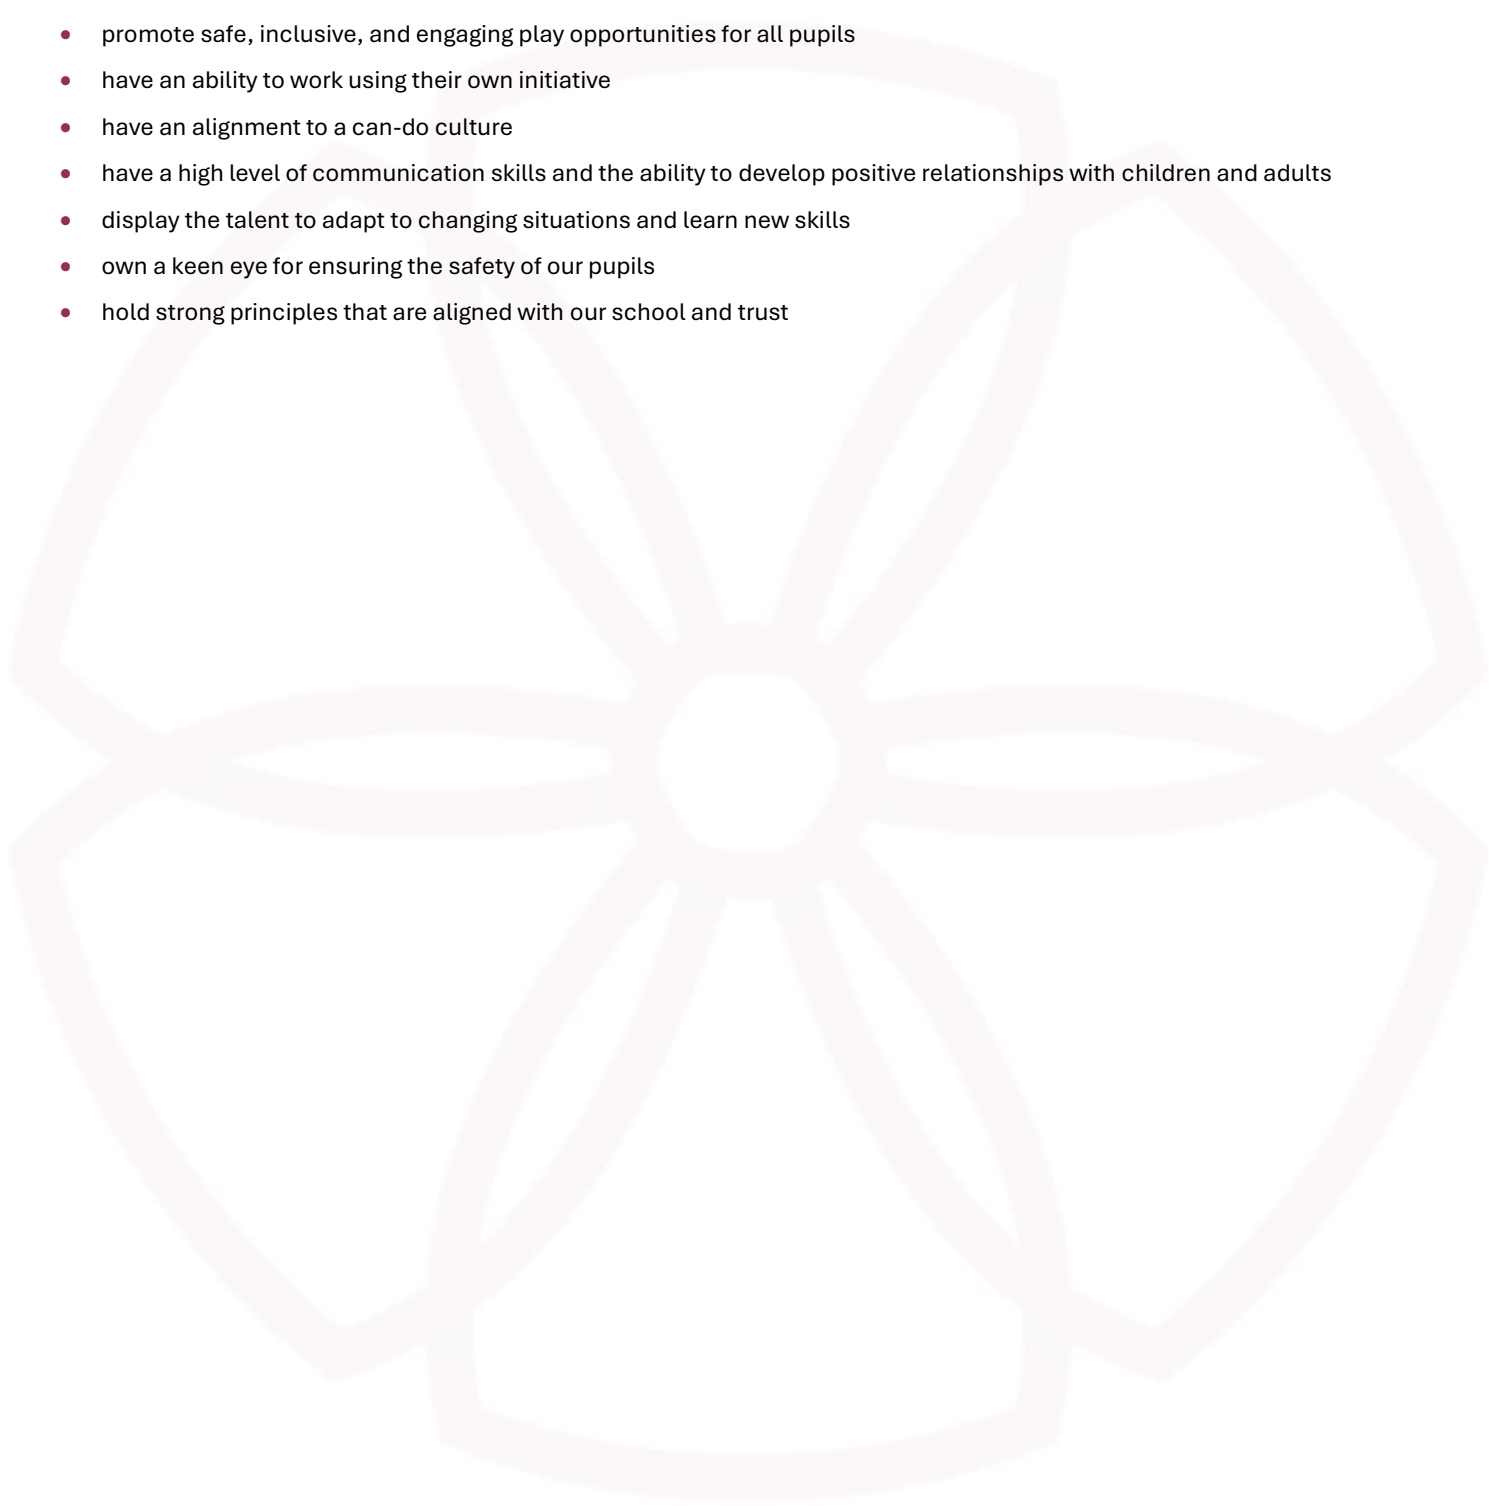 • promote safe, inclusive, and engaging play opportunities for all pupils
• have an ability to work using their own initiative
• have an alignment to a can-do culture
• have a high level of communication skills and the ability to develop positive relationships with children and adults
• display the talent to adapt to changing situations and learn new skills
• own a keen eye for ensuring the safety of our pupils
• hold strong principles that are aligned with our school and trust